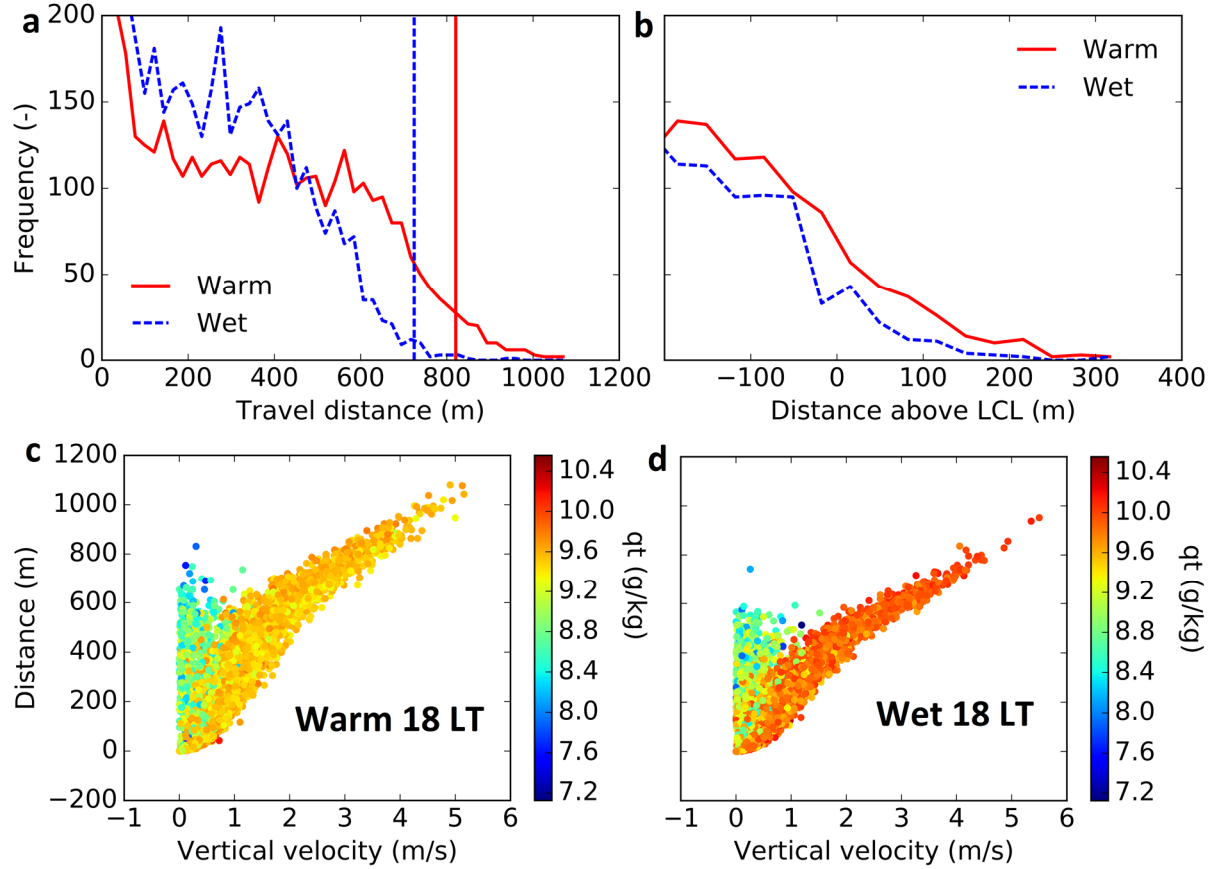 a
200
150
100
50
0
Frequency (-)
Warm
Wet
0 200 400 600 800 1000 1200
Travel distance (m)
b
Warm
Wet
−100 0 100 200 300 400
Distance above LCL (m)
c
1200
1000
800
600
400
200
0
−200
Distance (m)
Warm 18 LT
−1 0 1 2 3 4 5 6
Vertical velocity (m/s)
10.4
10.0
9.6
9.2
8.8
8.4
8.0
7.6
7.2
qt (g/kg)
d
Wet 18 LT
−1 0 1 2 3 4 5 6
Vertical velocity (m/s)
10.4
10.0
9.6
9.2
8.8
8.4
8.0
7.6
7.2
qt (g/kg)